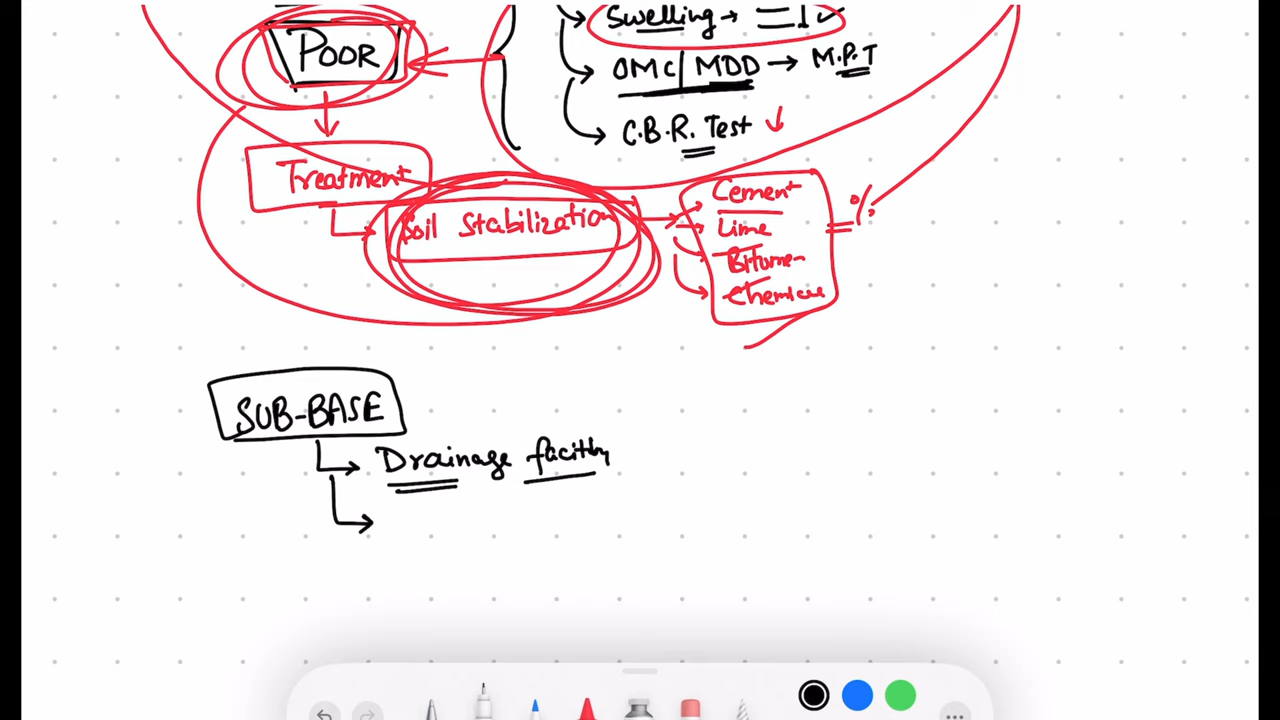 Swelling →
POOR
OMC | MDD → M.P.T
C.B.R. Test ↓
Treatment
Soil Stabilization
Cement
Lime
Bitumen
Chemical
%
SUB-BASE
Drainage facility